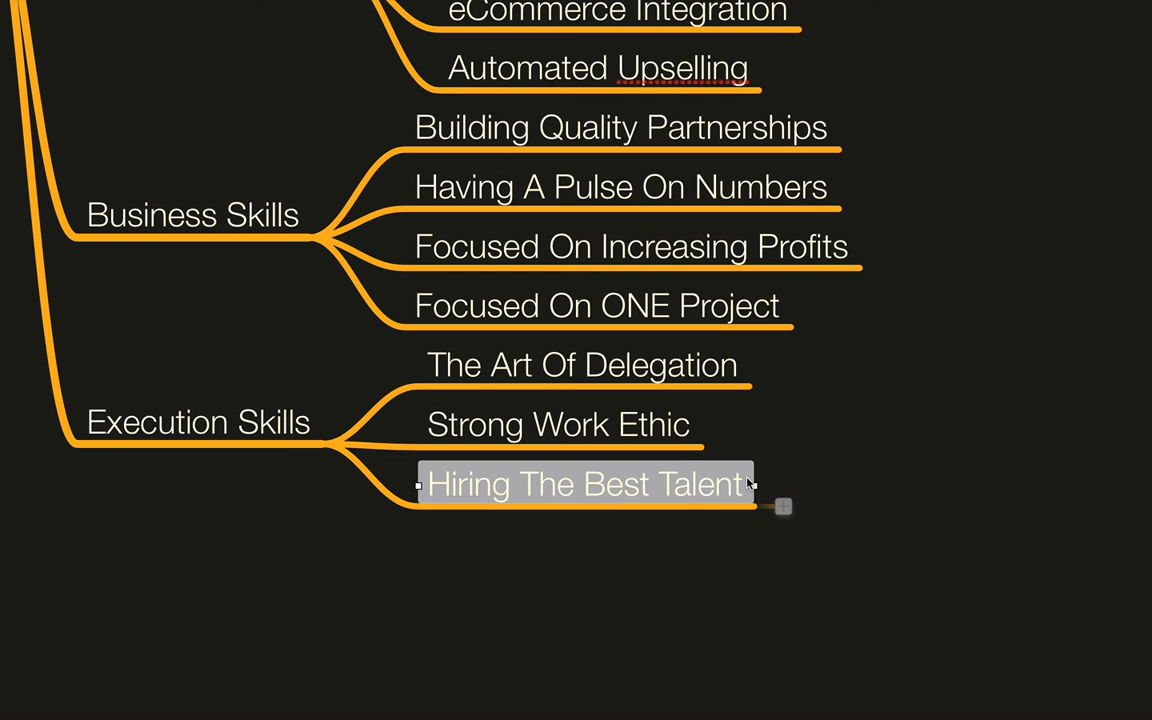 eCommerce Integration
Automated Upselling
Building Quality Partnerships
Having A Pulse On Numbers
Business Skills
Focused On Increasing Profits
Focused On ONE Project
The Art Of Delegation
Execution Skills
Strong Work Ethic
Hiring The Best Talent